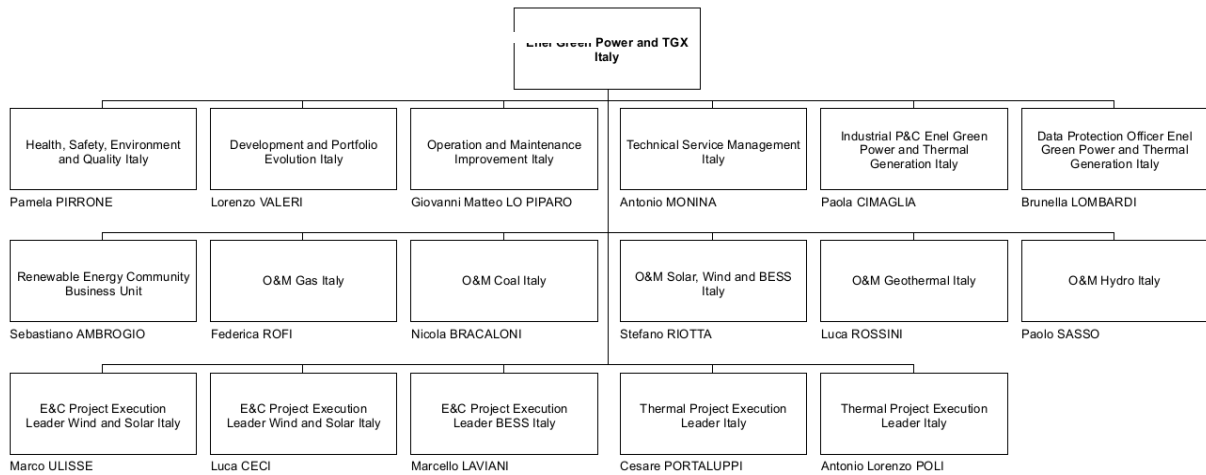 Enel Green Power and TGX
Italy
Health, Safety, Environment
and Quality Italy
Pamela PIRRONE
Development and Portfolio
Evolution Italy
Lorenzo VALERI
Operation and Maintenance
Improvement Italy
Giovanni Matteo LO PIPARO
Technical Service Management
Italy
Antonio MONINA
Industrial P&C Enel Green
Power and Thermal
Generation Italy
Paola CIMAGLIA
Data Protection Officer Enel
Green Power and Thermal
Generation Italy
Brunella LOMBARDI
Renewable Energy Community
Business Unit
Sebastiano AMBROGIO
O&M Gas Italy
Federica ROFI
O&M Coal Italy
Nicola BRACALONI
O&M Solar, Wind and BESS
Italy
Stefano RIOTTA
O&M Geothermal Italy
Luca ROSSINI
O&M Hydro Italy
Paolo SASSO
E&C Project Execution
Leader Wind and Solar Italy
Marco ULISSE
E&C Project Execution
Leader Wind and Solar Italy
Luca CECI
E&C Project Execution
Leader BESS Italy
Marcello LAVIANI
Thermal Project Execution
Leader Italy
Cesare PORTALUPPI
Thermal Project Execution
Leader Italy
Antonio Lorenzo POLI